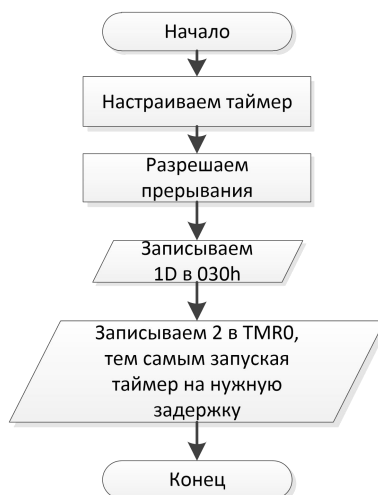 Начало
Настраиваем таймер
Разрешаем
прерывания
Записываем
1D в 030h
Записываем 2 в TMR0,
тем самым запуская
таймер на нужную
задержку
Конец